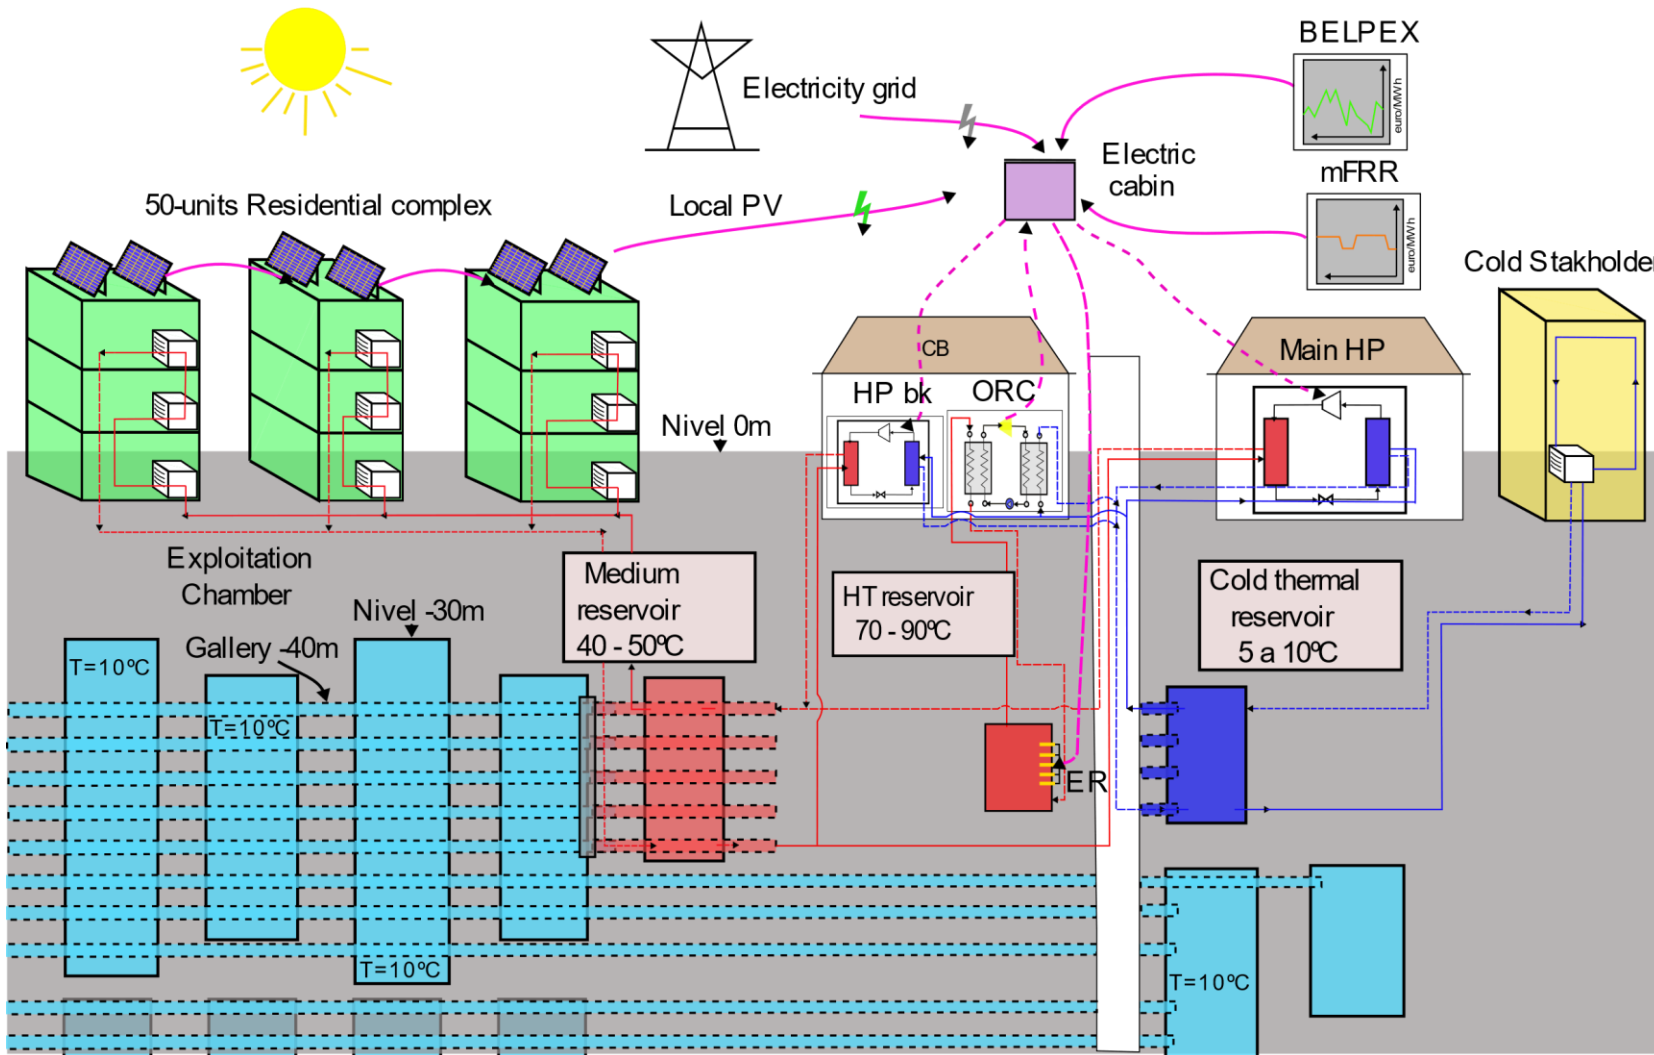 BELPEX
euro/MWh
Electricity grid
mFRR
euro/MWh
Electric
cabin
50-units Residential complex
Local PV
Cold Stakholder
CB
Main HP
HP bk
ORC
Nivel 0m
Exploitation
Chamber
Medium
reservoir
40 - 50ºC
HT reservoir
70 - 90ºC
Cold thermal
reservoir
5 a 10ºC
Nivel -30m
Gallery -40m
T=10ºC
T=10ºC
ER
T=10ºC
T=10ºC